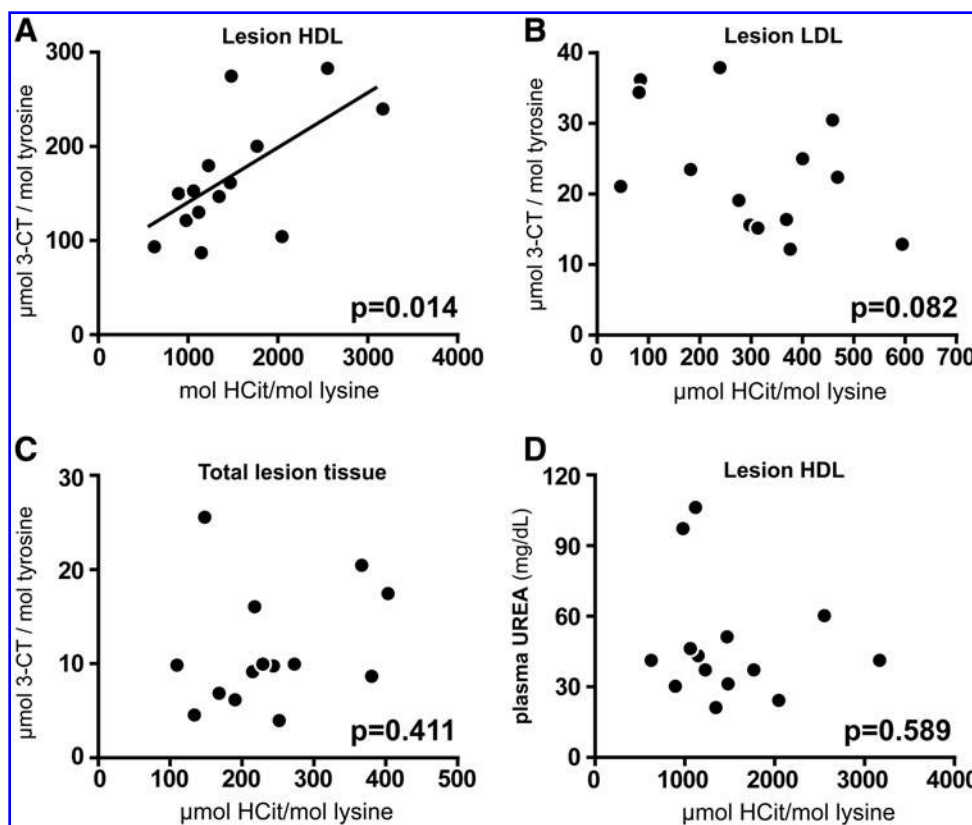 A
Lesion HDL
300
200
100
0
µmol 3-CT / mol tyrosine
p=0.014
0 1000 2000 3000 4000
mol HCit/mol lysine
B
Lesion LDL
40
30
20
10
0
µmol 3-CT / mol tyrosine
p=0.082
0 100 200 300 400 500 600 700
µmol HCit/mol lysine
C
Total lesion tissue
30
20
10
0
µmol 3-CT / mol tyrosine
p=0.411
0 100 200 300 400 500
µmol HCit/mol lysine
D
Lesion HDL
120
90
60
30
0
plasma UREA (mg/dL)
p=0.589
0 1000 2000 3000 4000
µmol HCit/mol lysine